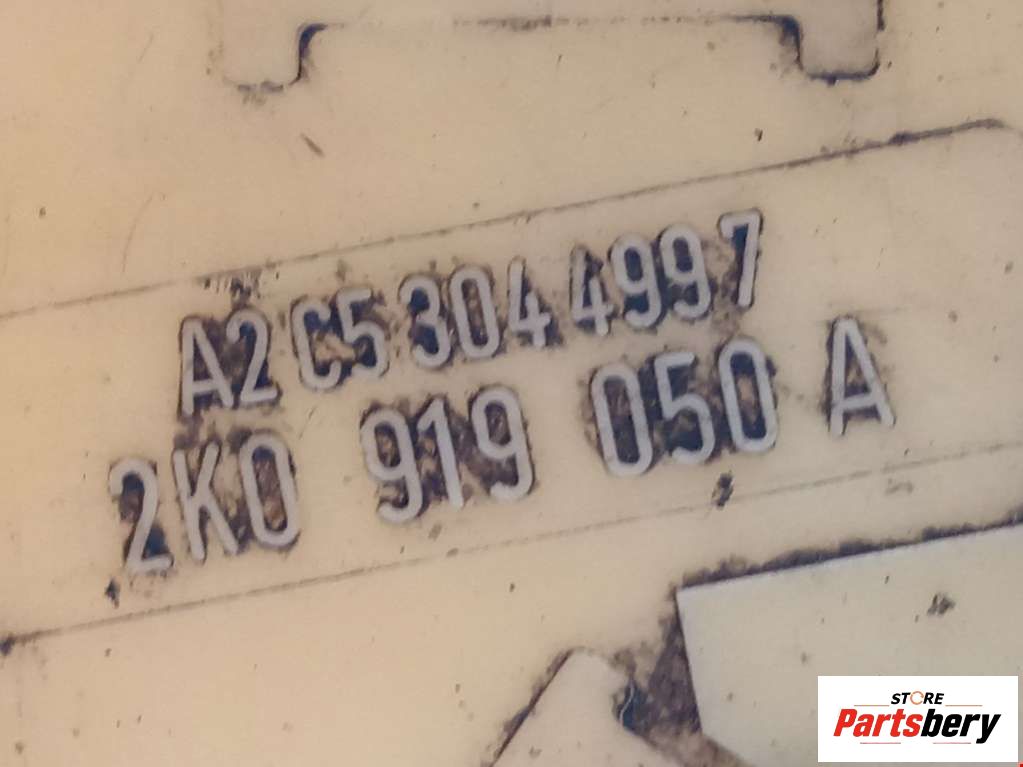 A2C53044997
2K0 919 050 A
STORE
Partsbery